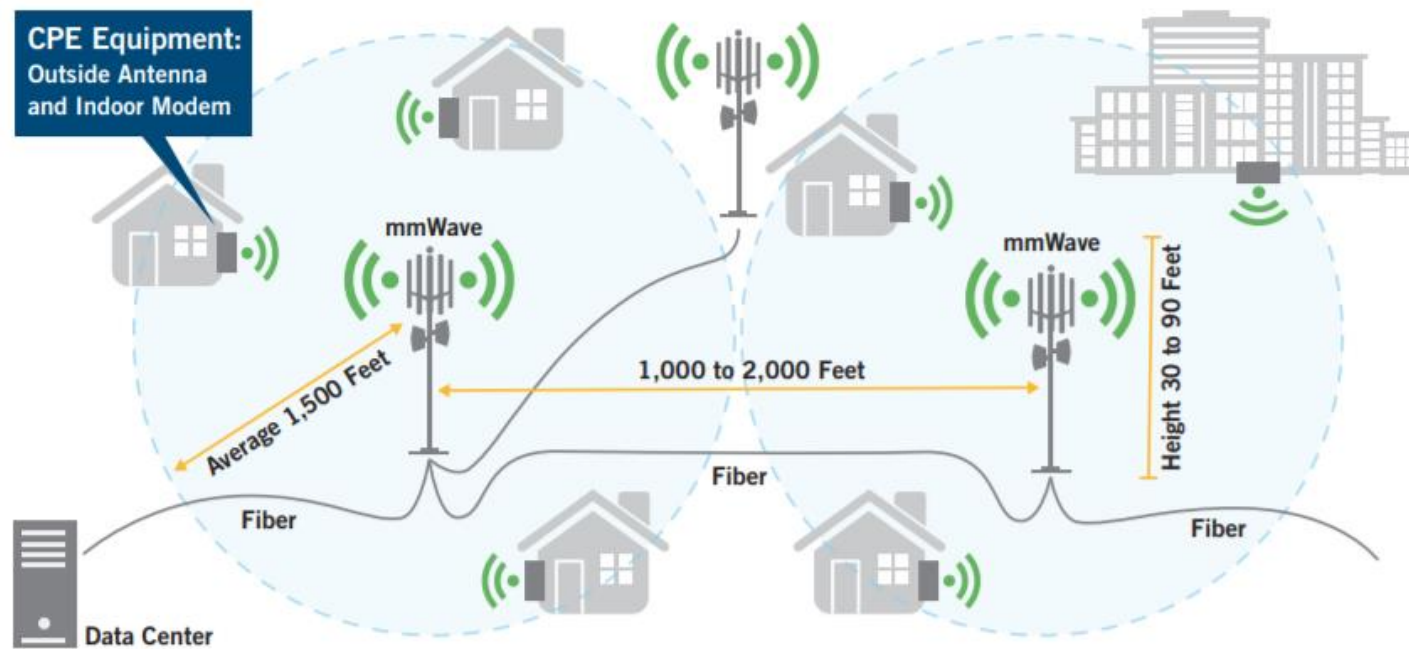 CPE Equipment:
Outside Antenna
and Indoor Modem
mmWave
mmWave
Average 1,500 Feet
1,000 to 2,000 Feet
Height 30 to 90 Feet
Fiber
Fiber
Fiber
Data Center